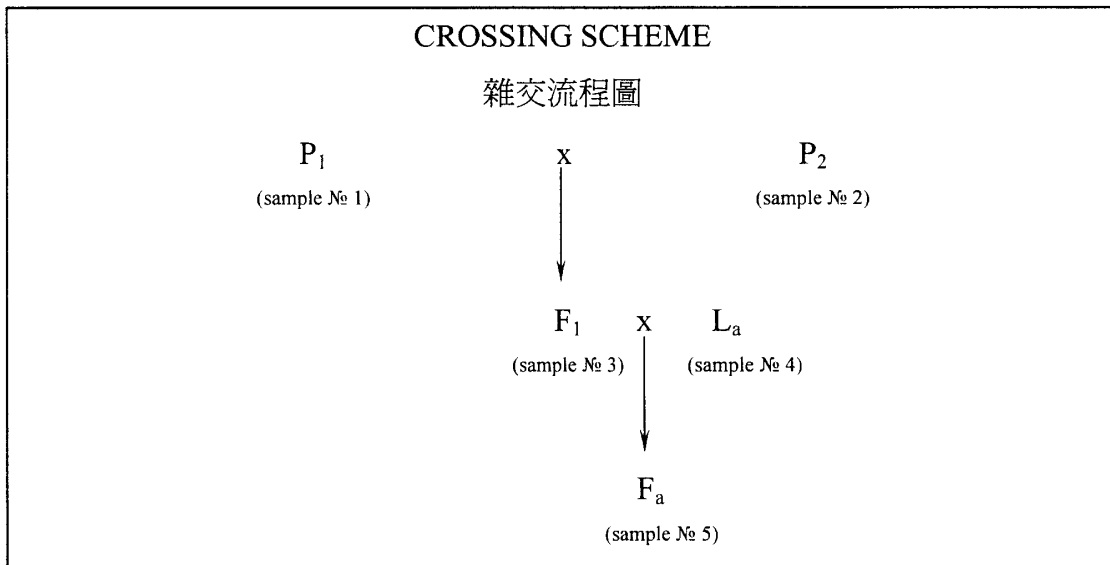 CROSSING SCHEME
雜交流程圖
P₁ x P₂
(sample № 1) (sample № 2)
F₁ x Lₐ
(sample № 3) (sample № 4)
Fₐ
(sample № 5)